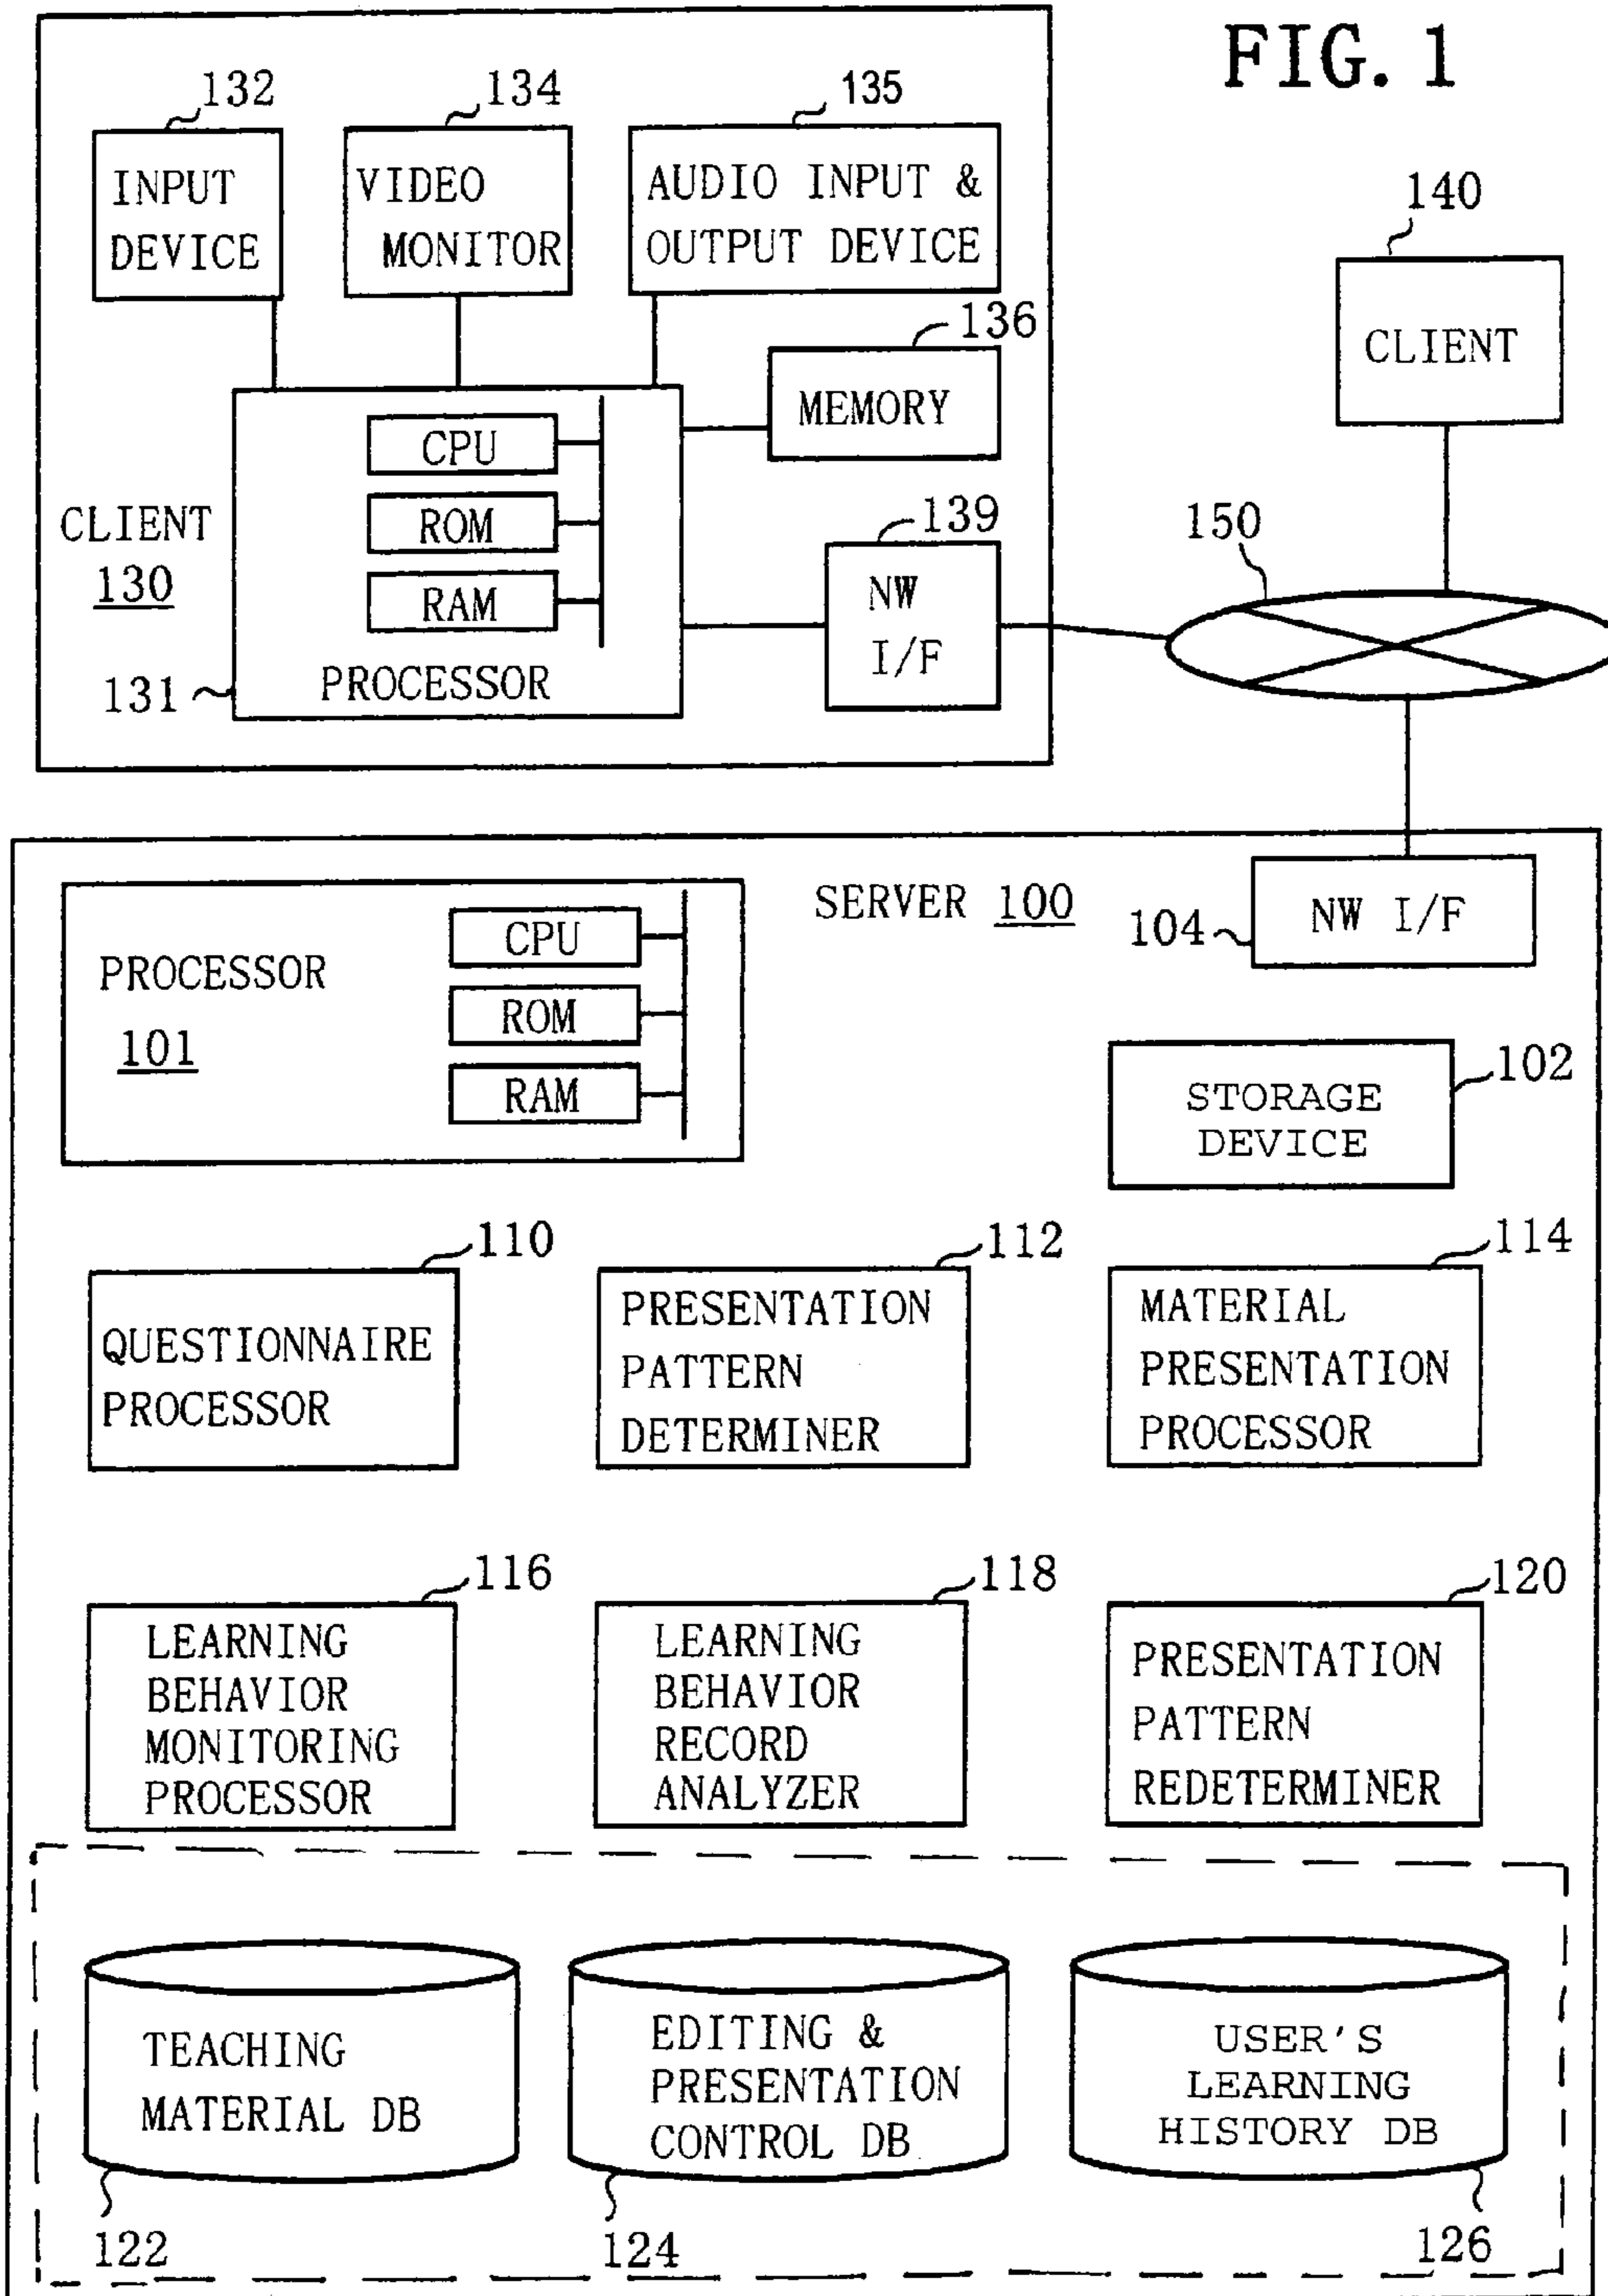 FIG. 1
132
134
135
INPUT
DEVICE
VIDEO
MONITOR
AUDIO INPUT &
OUTPUT DEVICE
140
CLIENT
136
MEMORY
CPU
ROM
RAM
PROCESSOR
131
CLIENT
130
139
NW
I/F
150
SERVER 100
PROCESSOR
101
CPU
ROM
RAM
104
NW I/F
102
STORAGE
DEVICE
110
QUESTIONNAIRE
PROCESSOR
112
PRESENTATION
PATTERN
DETERMINER
114
MATERIAL
PRESENTATION
PROCESSOR
116
LEARNING
BEHAVIOR
MONITORING
PROCESSOR
118
LEARNING
BEHAVIOR
RECORD
ANALYZER
120
PRESENTATION
PATTERN
REDETERMINER
TEACHING
MATERIAL DB
122
EDITING &
PRESENTATION
CONTROL DB
124
USER'S
LEARNING
HISTORY DB
126